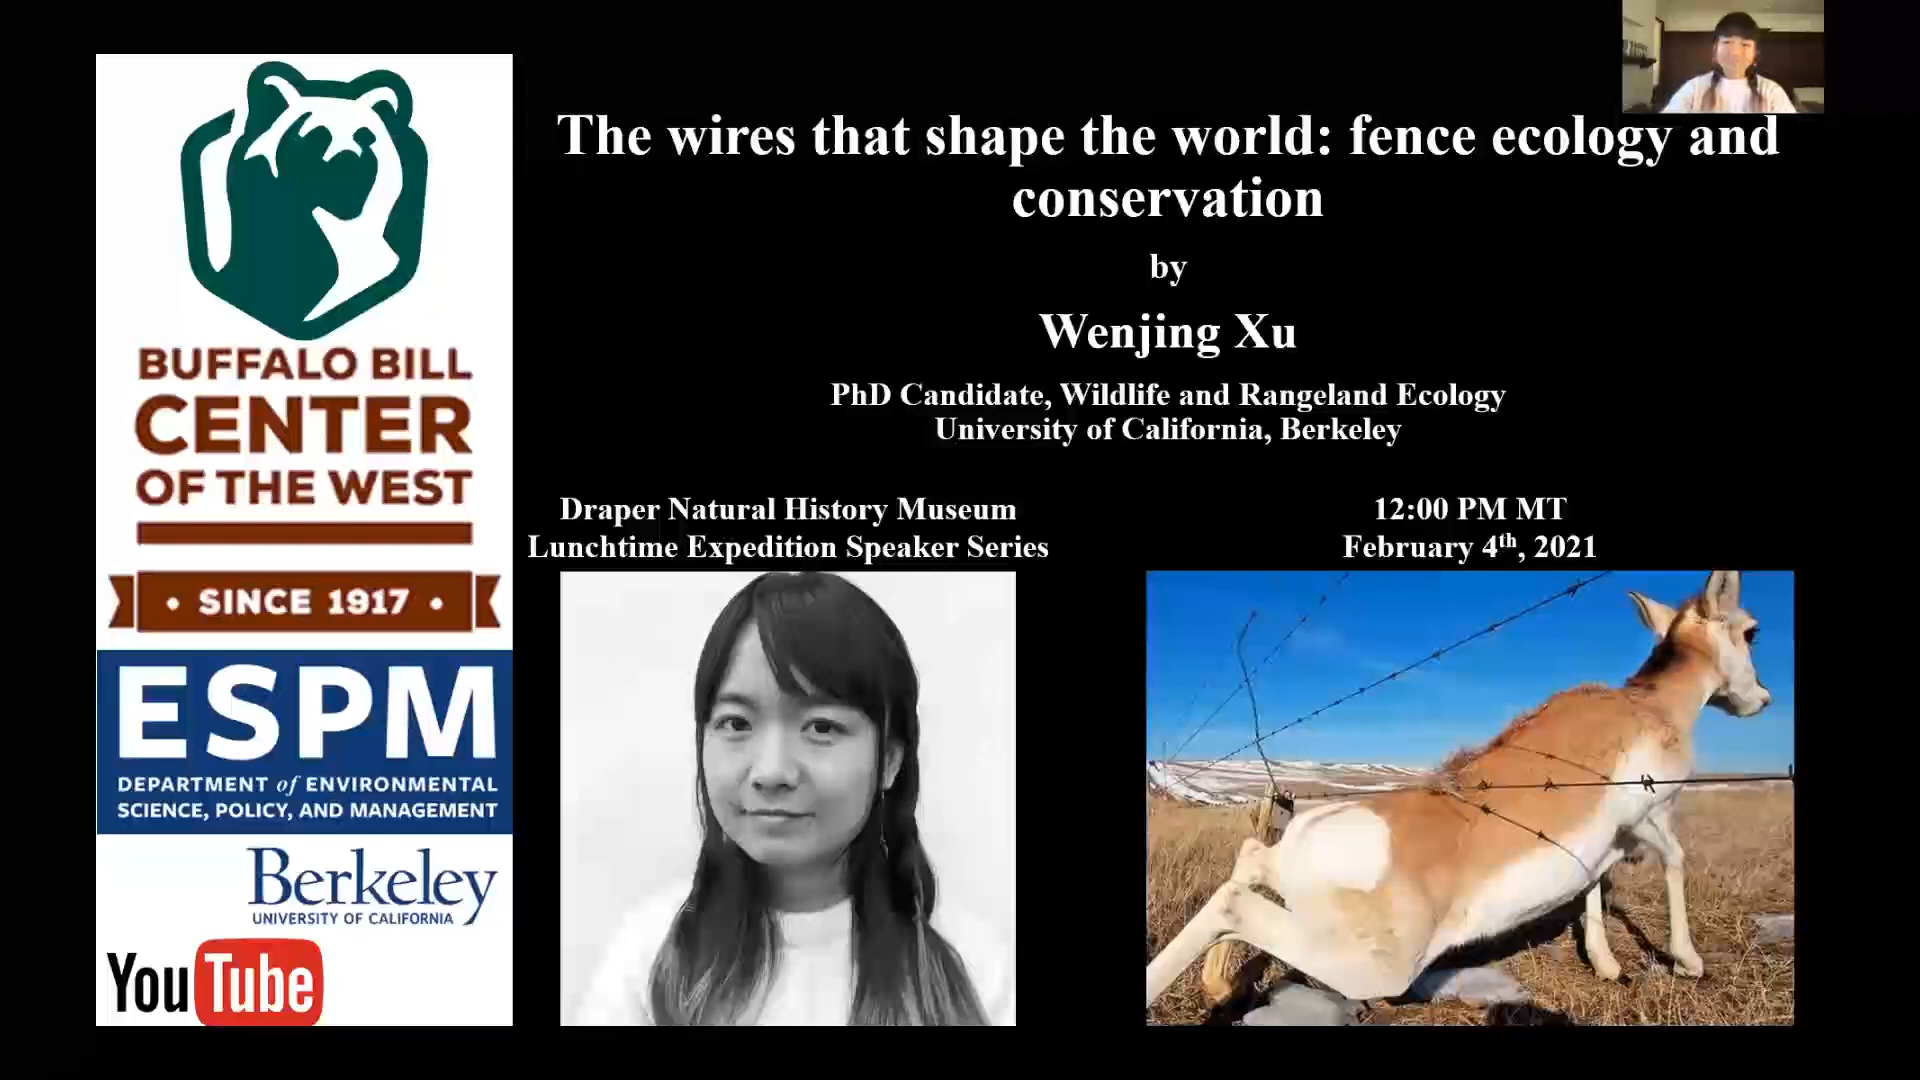 BUFFALO BILL
CENTER
OF THE WEST
• SINCE 1917 •
ESPM
DEPARTMENT of ENVIRONMENTAL
SCIENCE, POLICY, AND MANAGEMENT
Berkeley
UNIVERSITY OF CALIFORNIA
YouTube
The wires that shape the world: fence ecology and
conservation
by
Wenjing Xu
PhD Candidate, Wildlife and Rangeland Ecology
University of California, Berkeley
Draper Natural History Museum
Lunchtime Expedition Speaker Series
12:00 PM MT
February 4th, 2021